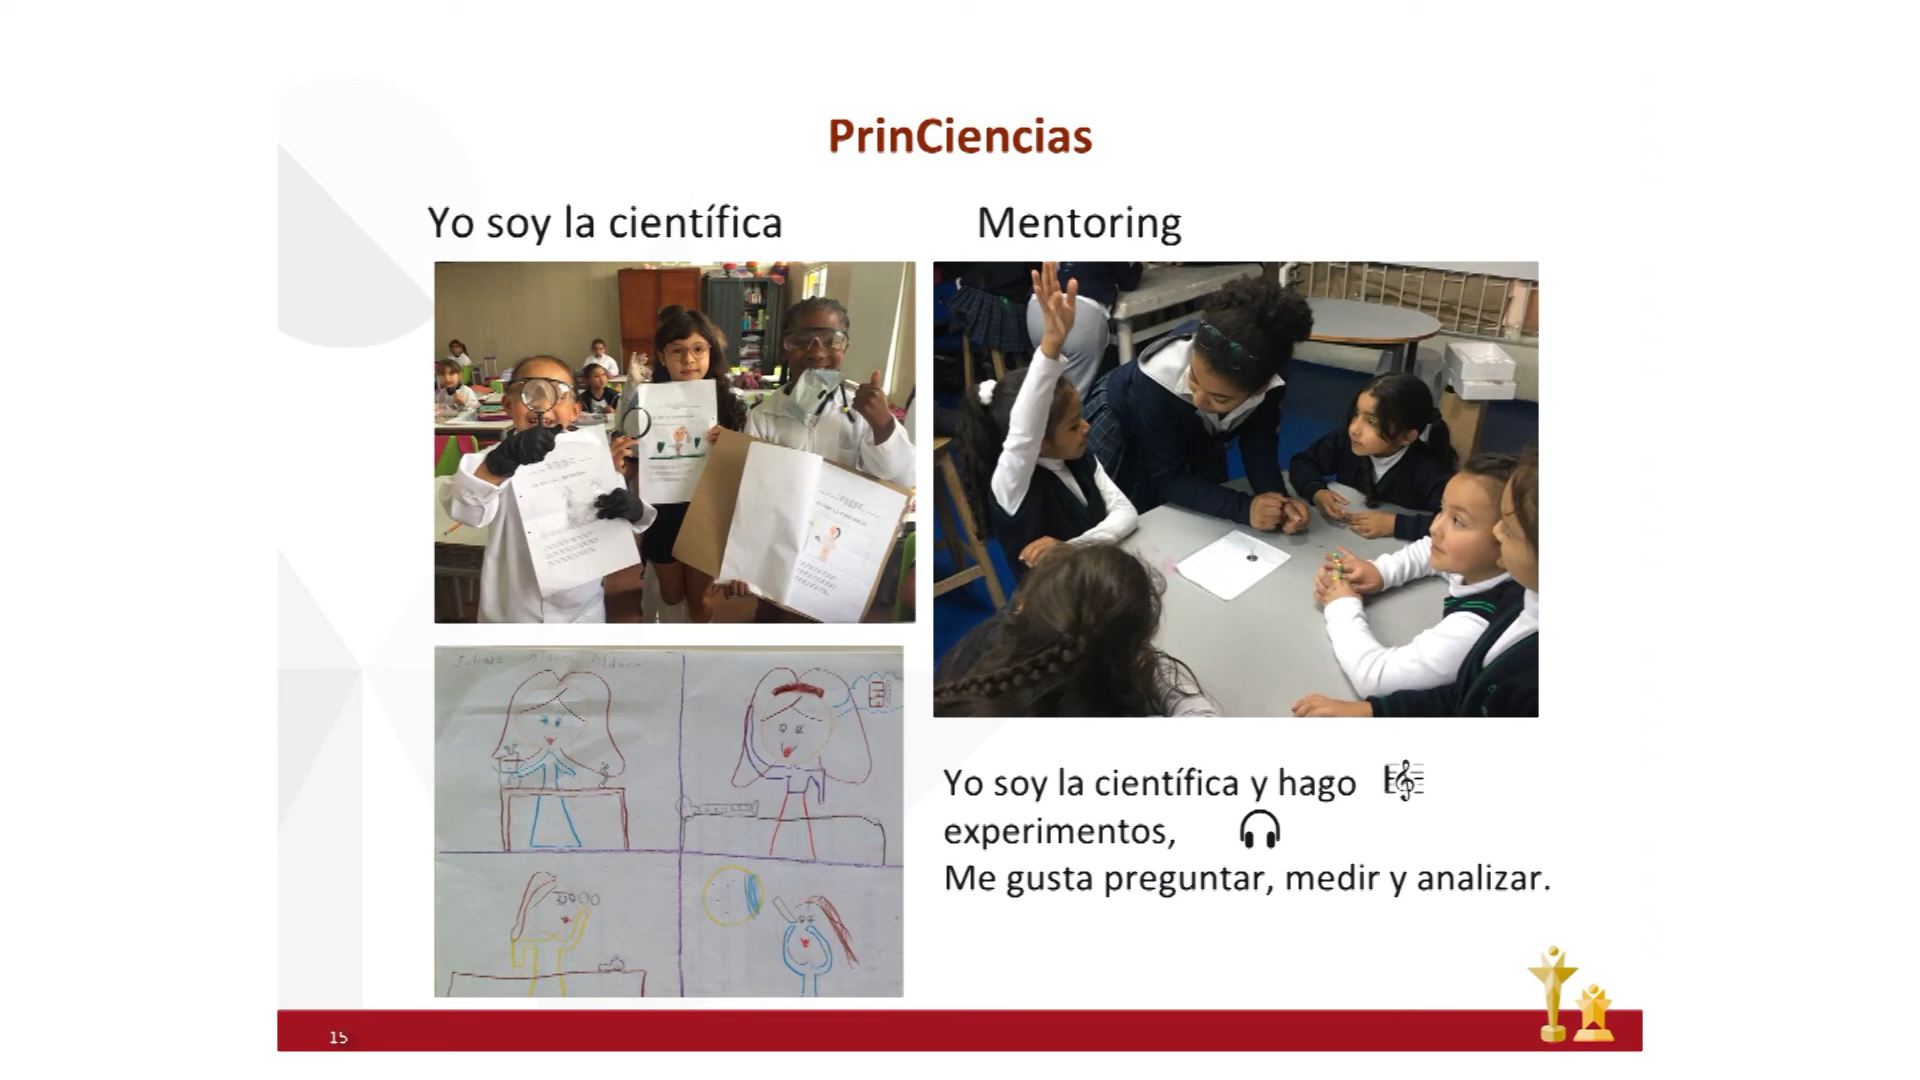 PrinCiencias
Yo soy la científica
Mentoring
Yo soy la científica y hago
experimentos,
Me gusta preguntar, medir y analizar.
15